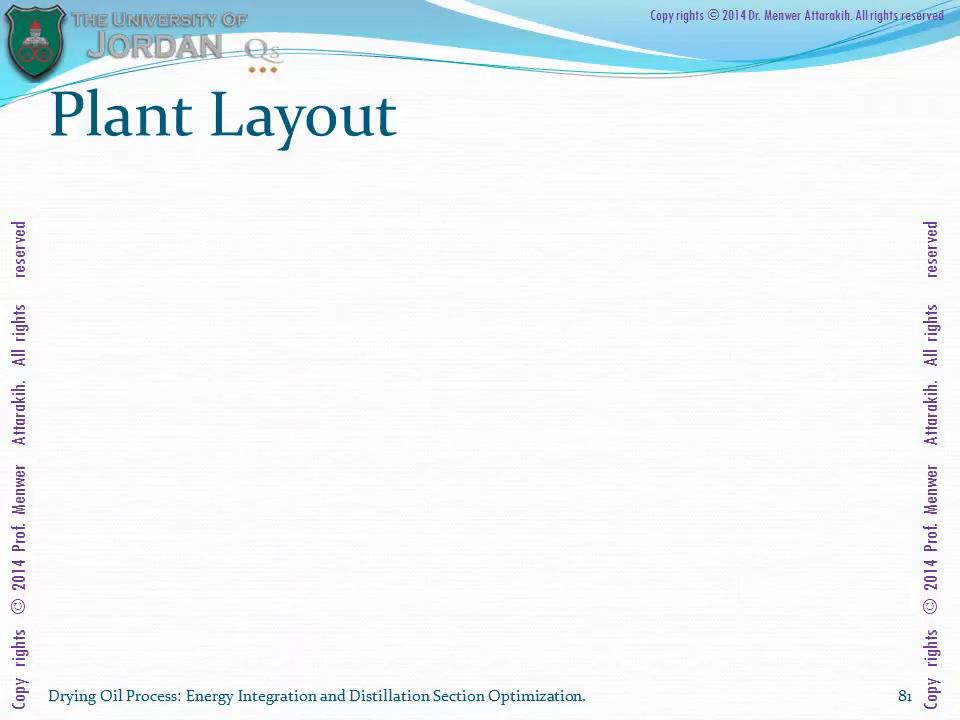 Copy rights © 2014 Dr. Menwer Attarakih. All rights reserved
THE UNIVERSITY OF
JORDAN Qs
Plant Layout
Copy rights © 2014 Prof. Menwer Attarakih. All rights reserved
Copy rights © 2014 Prof. Menwer Attarakih. All rights reserved
Drying Oil Process: Energy Integration and Distillation Section Optimization.
81